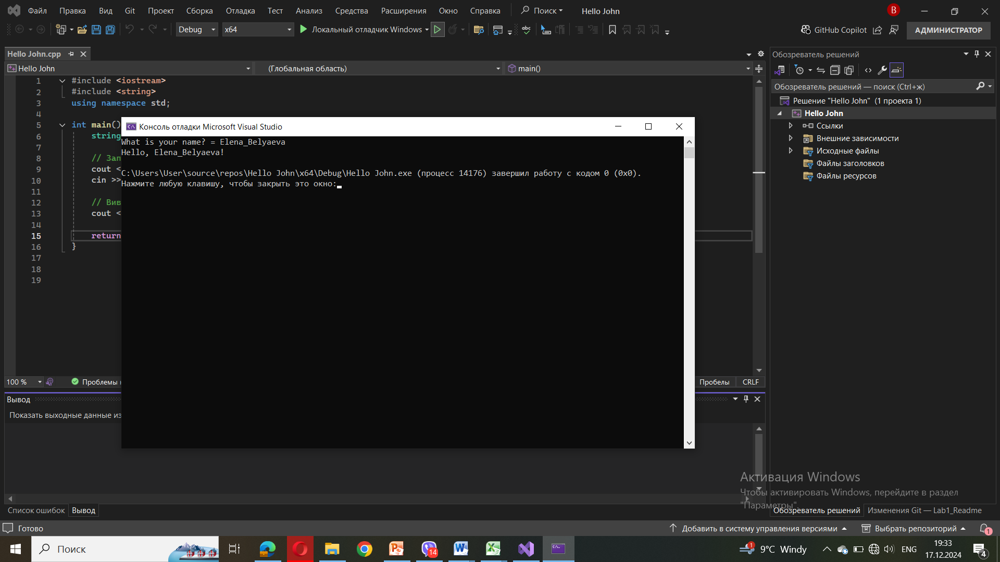 Файл Правка Вид Git Проект Сборка Отладка Тест Анализ Средства Расширения Окно Справка Поиск Hello John B
Debug x64 Локальный отладчик Windows abc GitHub Copilot АДМИНИСТРАТОР
Hello John.cpp
Hello John (Глобальная область) main()
1 #include <iostream>
2 #include <string>
3 using namespace std;
4
5 int main()
6 string
7
8 // Зап
9 cout <
10 cin >>
11
12 // Вив
13 cout <
14
15 return
16 }
17
18
19
Консоль отладки Microsoft Visual Studio
What is your name? = Elena_Belyaeva
Hello, Elena_Belyaeva!
C:\Users\User\source\repos\Hello John\x64\Debug\Hello John.exe (процесс 14176) завершил работу с кодом 0 (0x0).
Нажмите любую клавишу, чтобы закрыть это окно:
100 % Проблемы Пробелы CRLF
Вывод
Показать выходные данные из
Список ошибок Вывод
Обозреватель решений
Обозреватель решений — поиск (Ctrl+ж)
Решение "Hello John" (1 проекта 1)
Hello John
Ссылки
Внешние зависимости
Исходные файлы
Файлы заголовков
Файлы ресурсов
Активация Windows
Чтобы активировать Windows, перейдите в раздел
"Параметры".
Обозреватель решений Изменения Git — Lab1_Readme
Готово Добавить в систему управления версиями Выбрать репозиторий 1
Поиск 14 1 9°C Windy ENG 19:33
17.12.2024 4